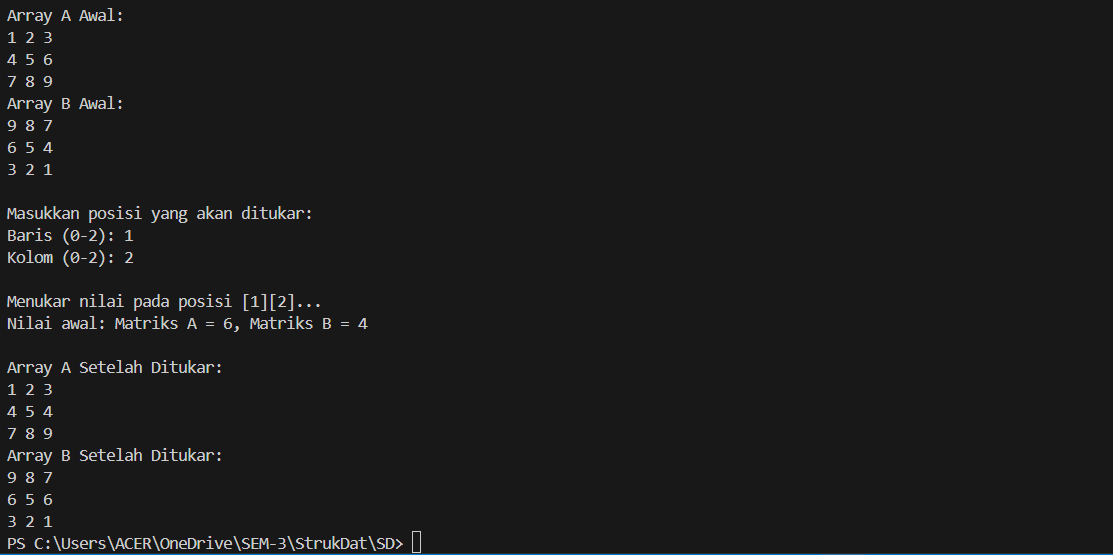 Array A Awal:
1 2 3
4 5 6
7 8 9
Array B Awal:
9 8 7
6 5 4
3 2 1
Masukkan posisi yang akan ditukar:
Baris (0-2): 1
Kolom (0-2): 2
Menukar nilai pada posisi [1][2]...
Nilai awal: Matriks A = 6, Matriks B = 4
Array A Setelah Ditukar:
1 2 3
4 5 4
7 8 9
Array B Setelah Ditukar:
9 8 7
6 5 6
3 2 1
PS C:\Users\ACER\OneDrive\SEM-3\StrukDat\SD>